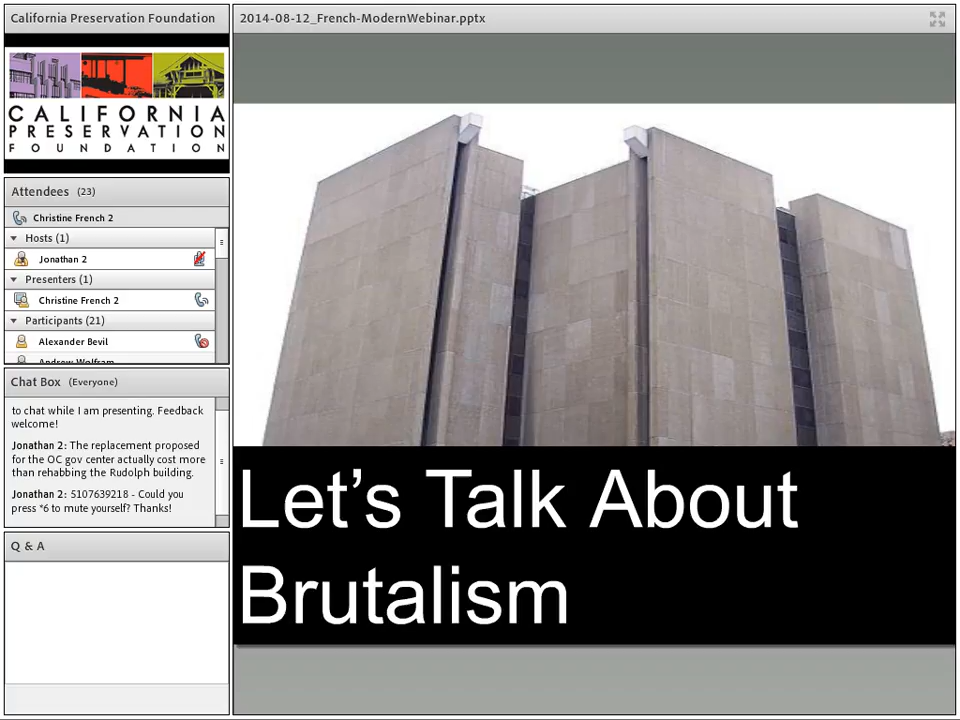 California Preservation Foundation
CALIFORNIA
PRESERVATION
FOUNDATION
Attendees (23)
Christine French 2
Hosts (1)
Jonathan 2
Presenters (1)
Christine French 2
Participants (21)
Alexander Bevil
Andrew Wolfram
Chat Box (Everyone)
to chat while I am presenting. Feedback
welcome!
Jonathan 2: The replacement proposed
for the OC gov center actually cost more
than rehabbing the Rudolph building.
Jonathan 2: 5107639218 - Could you
press *6 to mute yourself? Thanks!
Q & A
2014-08-12_French-ModernWebinar.pptx
Let’s Talk About
Brutalism